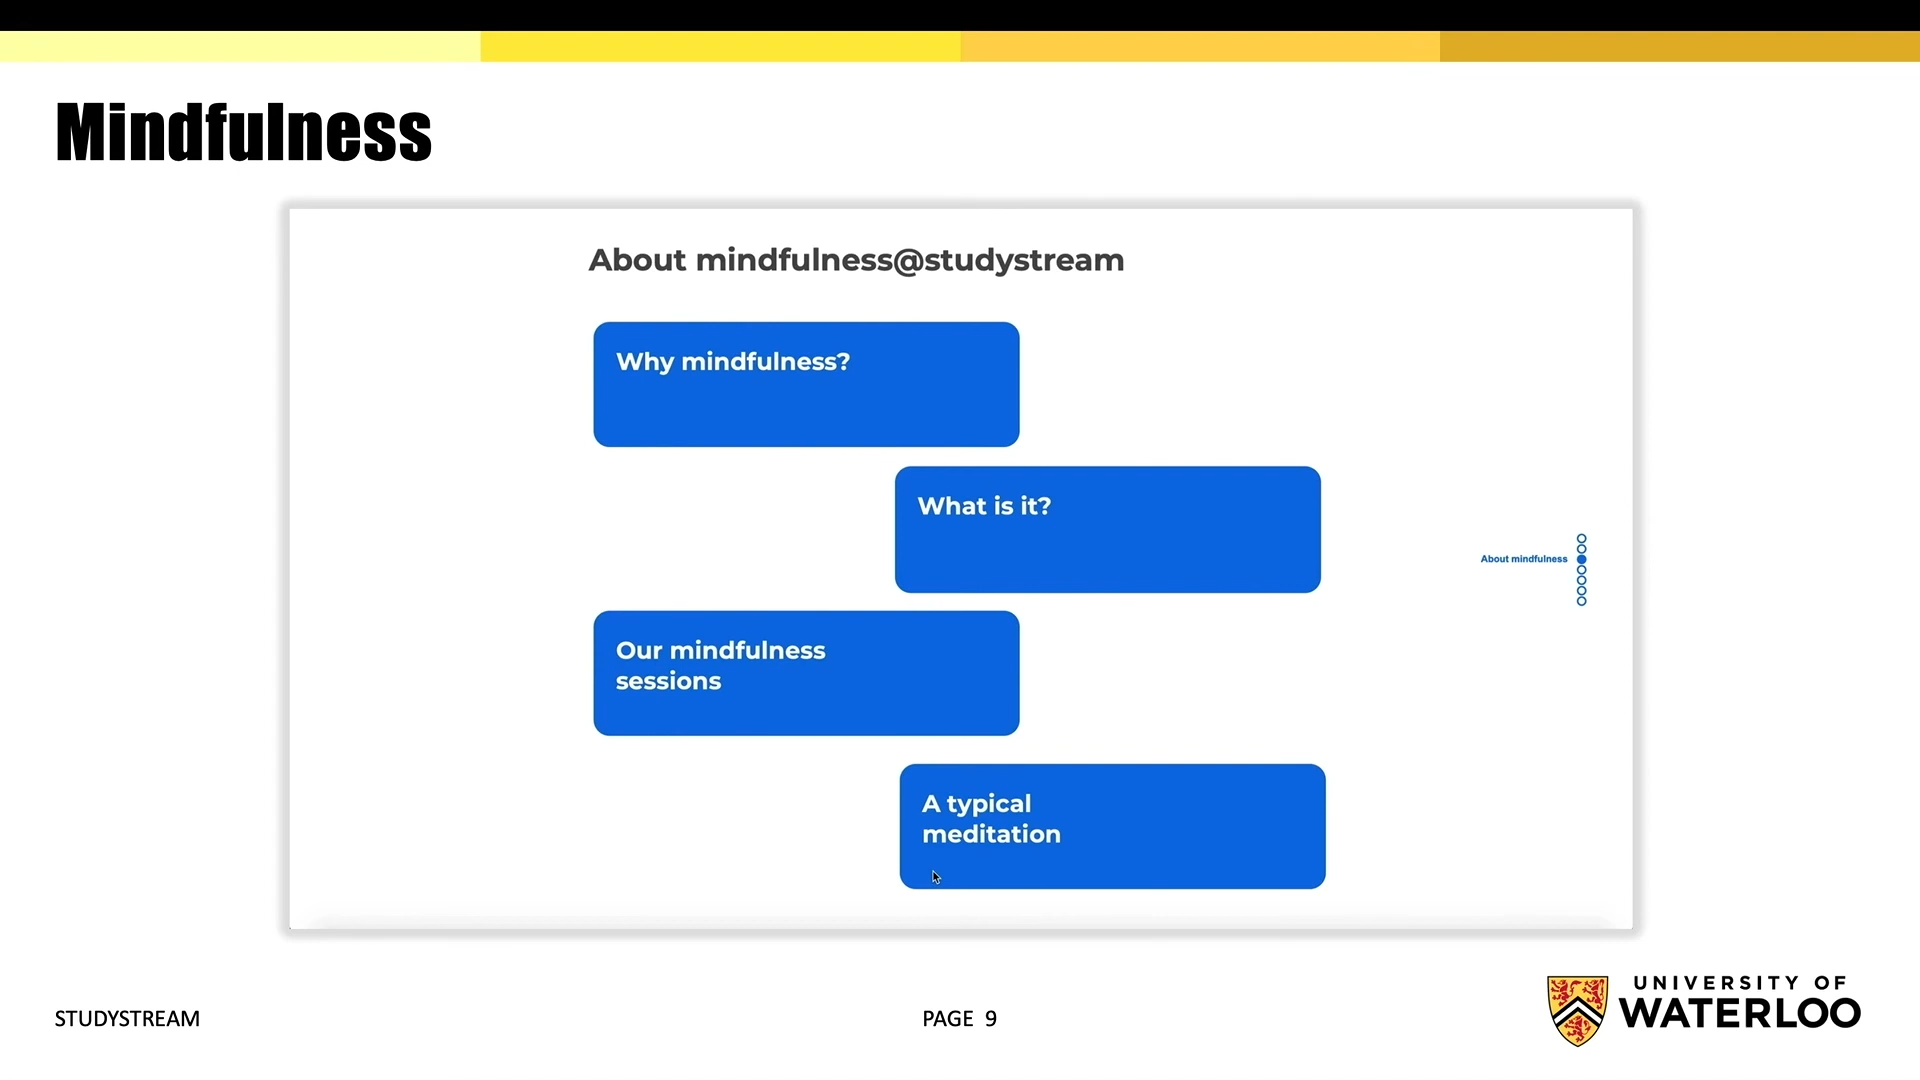 Mindfulness
About mindfulness@studystream
Why mindfulness?
What is it?
About mindfulness
Our mindfulness
sessions
A typical
meditation
STUDYSTREAM
PAGE 9
UNIVERSITY OF
WATERLOO